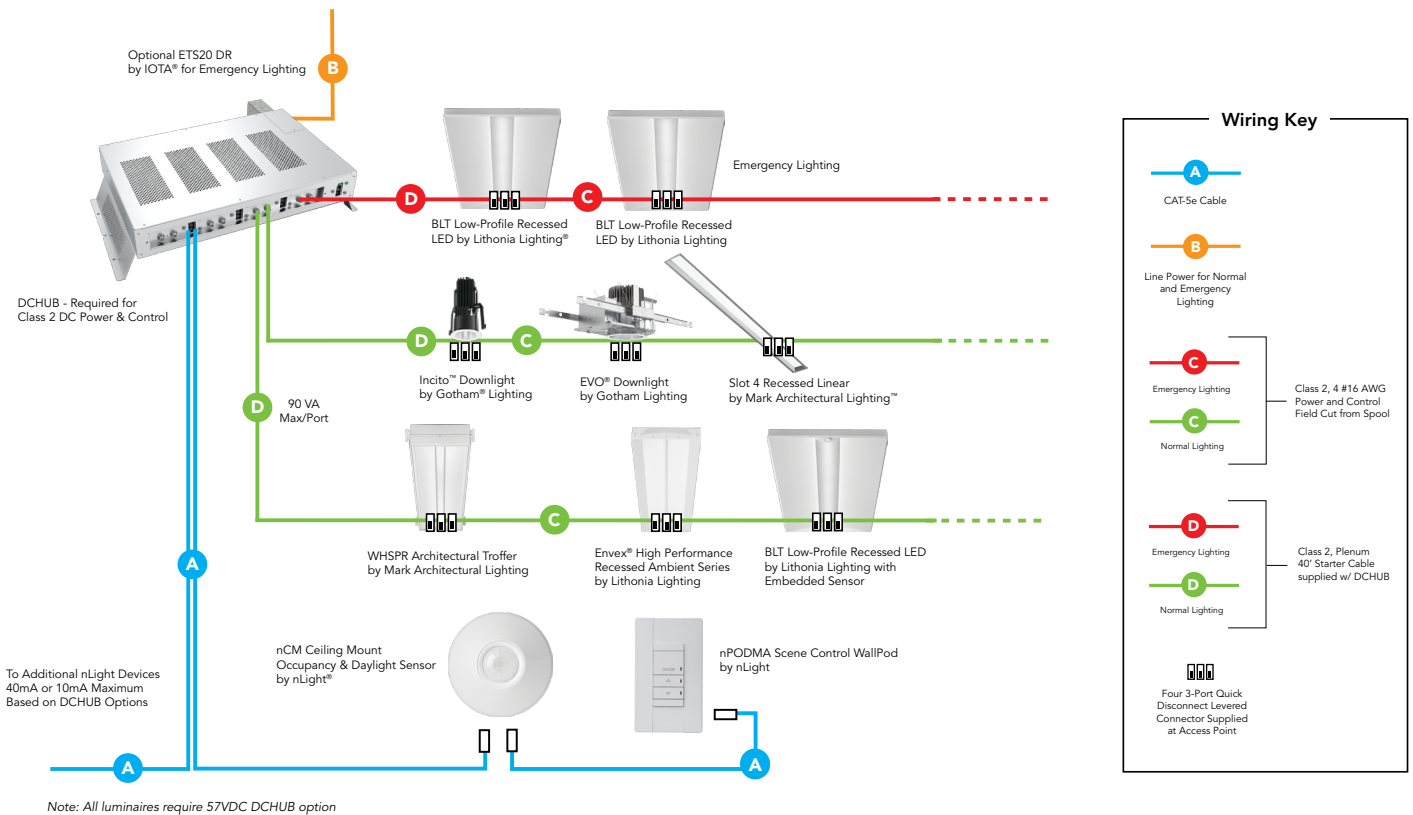 Optional ETS20 DR
by IOTA® for Emergency Lighting
B
D
C
Emergency Lighting
BLT Low-Profile Recessed
LED by Lithonia Lighting®
BLT Low-Profile Recessed
LED by Lithonia Lighting
DCHUB - Required for
Class 2 DC Power & Control
D
C
Incito™ Downlight
by Gotham® Lighting
EVO® Downlight
by Gotham Lighting
Slot 4 Recessed Linear
by Mark Architectural Lighting™
D
90 VA
Max/Port
C
WHSPR Architectural Troffer
by Mark Architectural Lighting
Envex® High Performance
Recessed Ambient Series
by Lithonia Lighting
BLT Low-Profile Recessed LED
by Lithonia Lighting with
Embedded Sensor
A
nCM Ceiling Mount
Occupancy & Daylight Sensor
by nLight®
nPODMA Scene Control WallPod
by nLight
To Additional nLight Devices
40mA or 10mA Maximum
Based on DCHUB Options
A
A
Note: All luminaires require 57VDC DCHUB option
Wiring Key
A
CAT-5e Cable
B
Line Power for Normal
and Emergency
Lighting
C
Emergency Lighting
C
Normal Lighting
Class 2, 4 #16 AWG
Power and Control
Field Cut from Spool
D
Emergency Lighting
D
Normal Lighting
Class 2, Plenum
40' Starter Cable
supplied w/ DCHUB
Four 3-Port Quick
Disconnect Levered
Connector Supplied
at Access Point